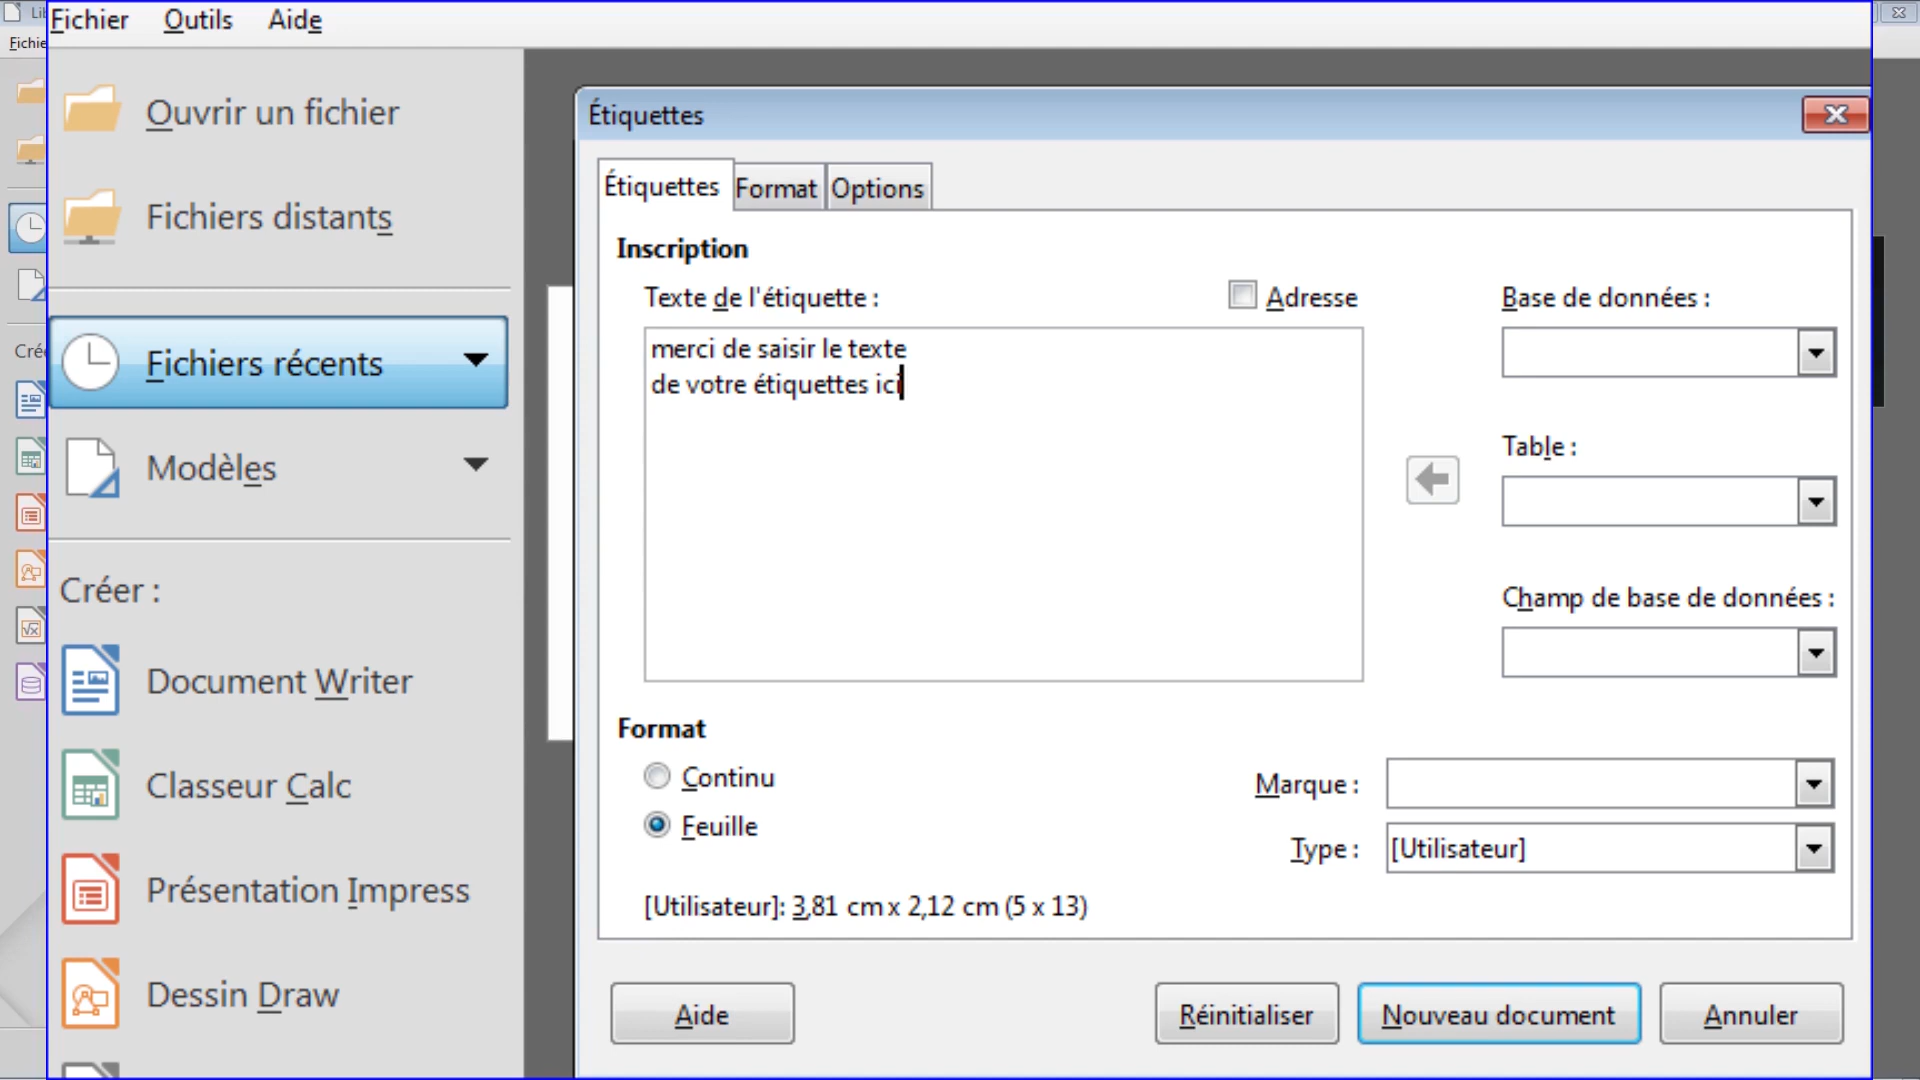 Lib
Fichie
Cré
Fichier Outils Aide
Ouvrir un fichier
Fichiers distants
Fichiers récents
Modèles
Créer :
Document Writer
Classeur Calc
Présentation Impress
Dessin Draw
Étiquettes
Étiquettes Format Options
Inscription
Texte de l'étiquette : Adresse
merci de saisir le texte
de votre étiquettes ici
Base de données :
Table :
Champ de base de données :
Format
Continu
Feuille
Marque :
Type : [Utilisateur]
[Utilisateur]: 3,81 cm x 2,12 cm (5 x 13)
Aide Réinitialiser Nouveau document Annuler